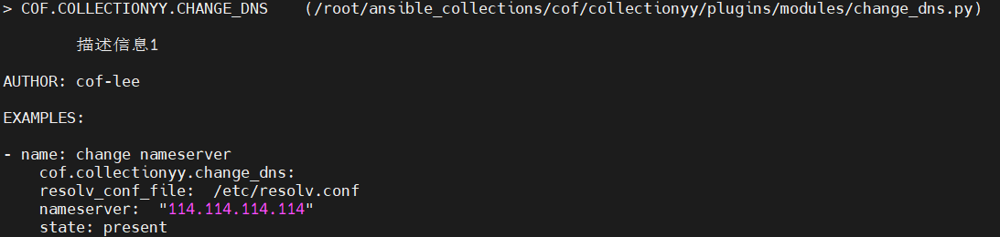 > COF.COLLECTIONYY.CHANGE_DNS    (/root/ansible_collections/cof/collectionyy/plugins/modules/change_dns.py)
描述信息1
AUTHOR: cof-lee
EXAMPLES:
- name: change nameserver
    cof.collectionyy.change_dns:
    resolv_conf_file:  /etc/resolv.conf
    nameserver:  "114.114.114.114"
    state: present